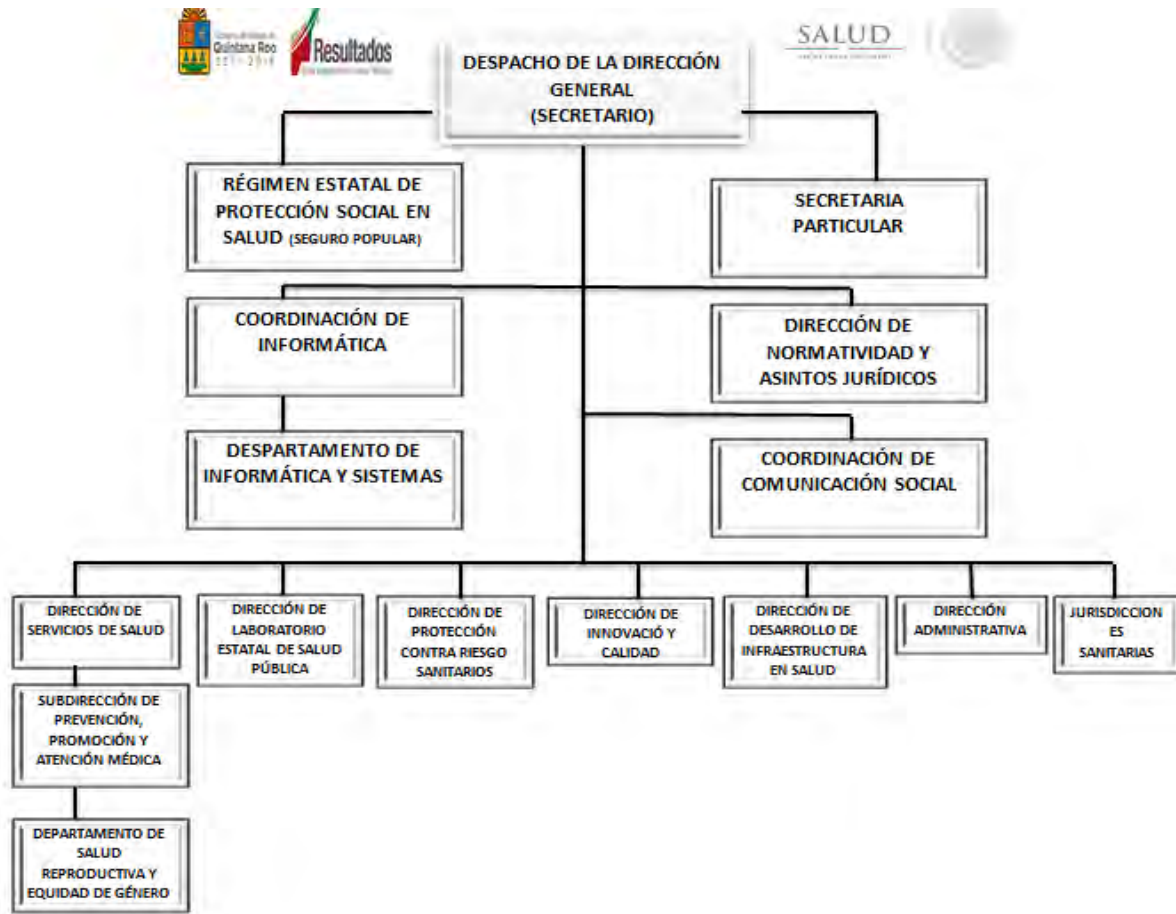 Quintana Roo
Resultados
SALUD
DESPACHO DE LA DIRECCIÓN
GENERAL
(SECRETARIO)
RÉGIMEN ESTATAL DE
PROTECCIÓN SOCIAL EN
SALUD (SEGURO POPULAR)
SECRETARIA
PARTICULAR
COORDINACIÓN DE
INFORMÁTICA
DIRECCIÓN DE
NORMATIVIDAD Y
ASINTOS JURÍDICOS
DESPARTAMENTO DE
INFORMÁTICA Y SISTEMAS
COORDINACIÓN DE
COMUNICACIÓN SOCIAL
DIRECCIÓN DE
SERVICIOS DE SALUD
DIRECCIÓN DE
LABORATORIO
ESTATAL DE SALUD
PÚBLICA
DIRECCIÓN DE
PROTECCIÓN
CONTRA RIESGO
SANITARIOS
DIRECCIÓN DE
INNOVACIÓ Y
CALIDAD
DIRECCIÓN DE
DESARROLLO DE
INFRAESTRUCTURA
EN SALUD
DIRECCIÓN
ADMINISTRATIVA
JURISDICCION
ES
SANITARIAS
SUBDIRECCIÓN DE
PREVENCIÓN,
PROMOCIÓN Y
ATENCIÓN MÉDICA
DEPARTAMENTO DE
SALUD
REPRODUCTIVA Y
EQUIDAD DE GÉNERO